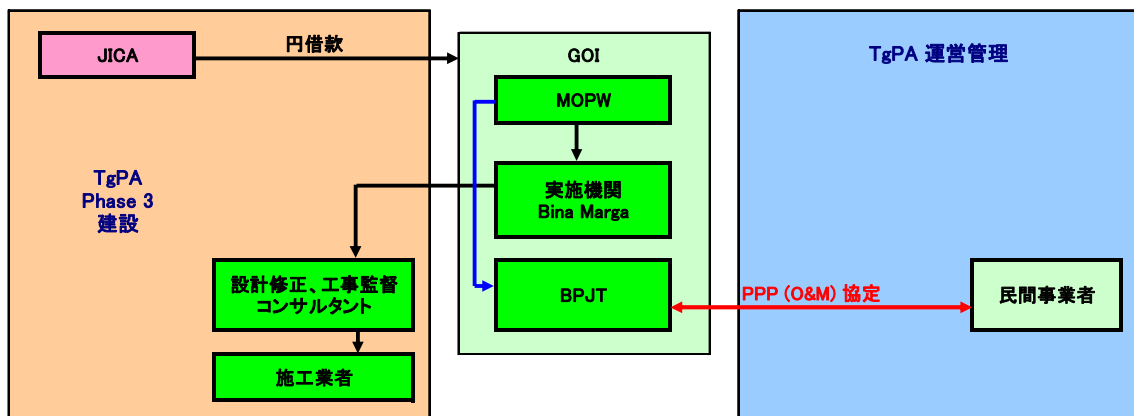 JICA
円借款
TgPA
Phase 3
建設
設計修正、工事監督
コンサルタント
施工業者
GOI
MOPW
実施機関
Bina Marga
BPJT
TgPA 運営管理
PPP (O&M) 協定
民間事業者